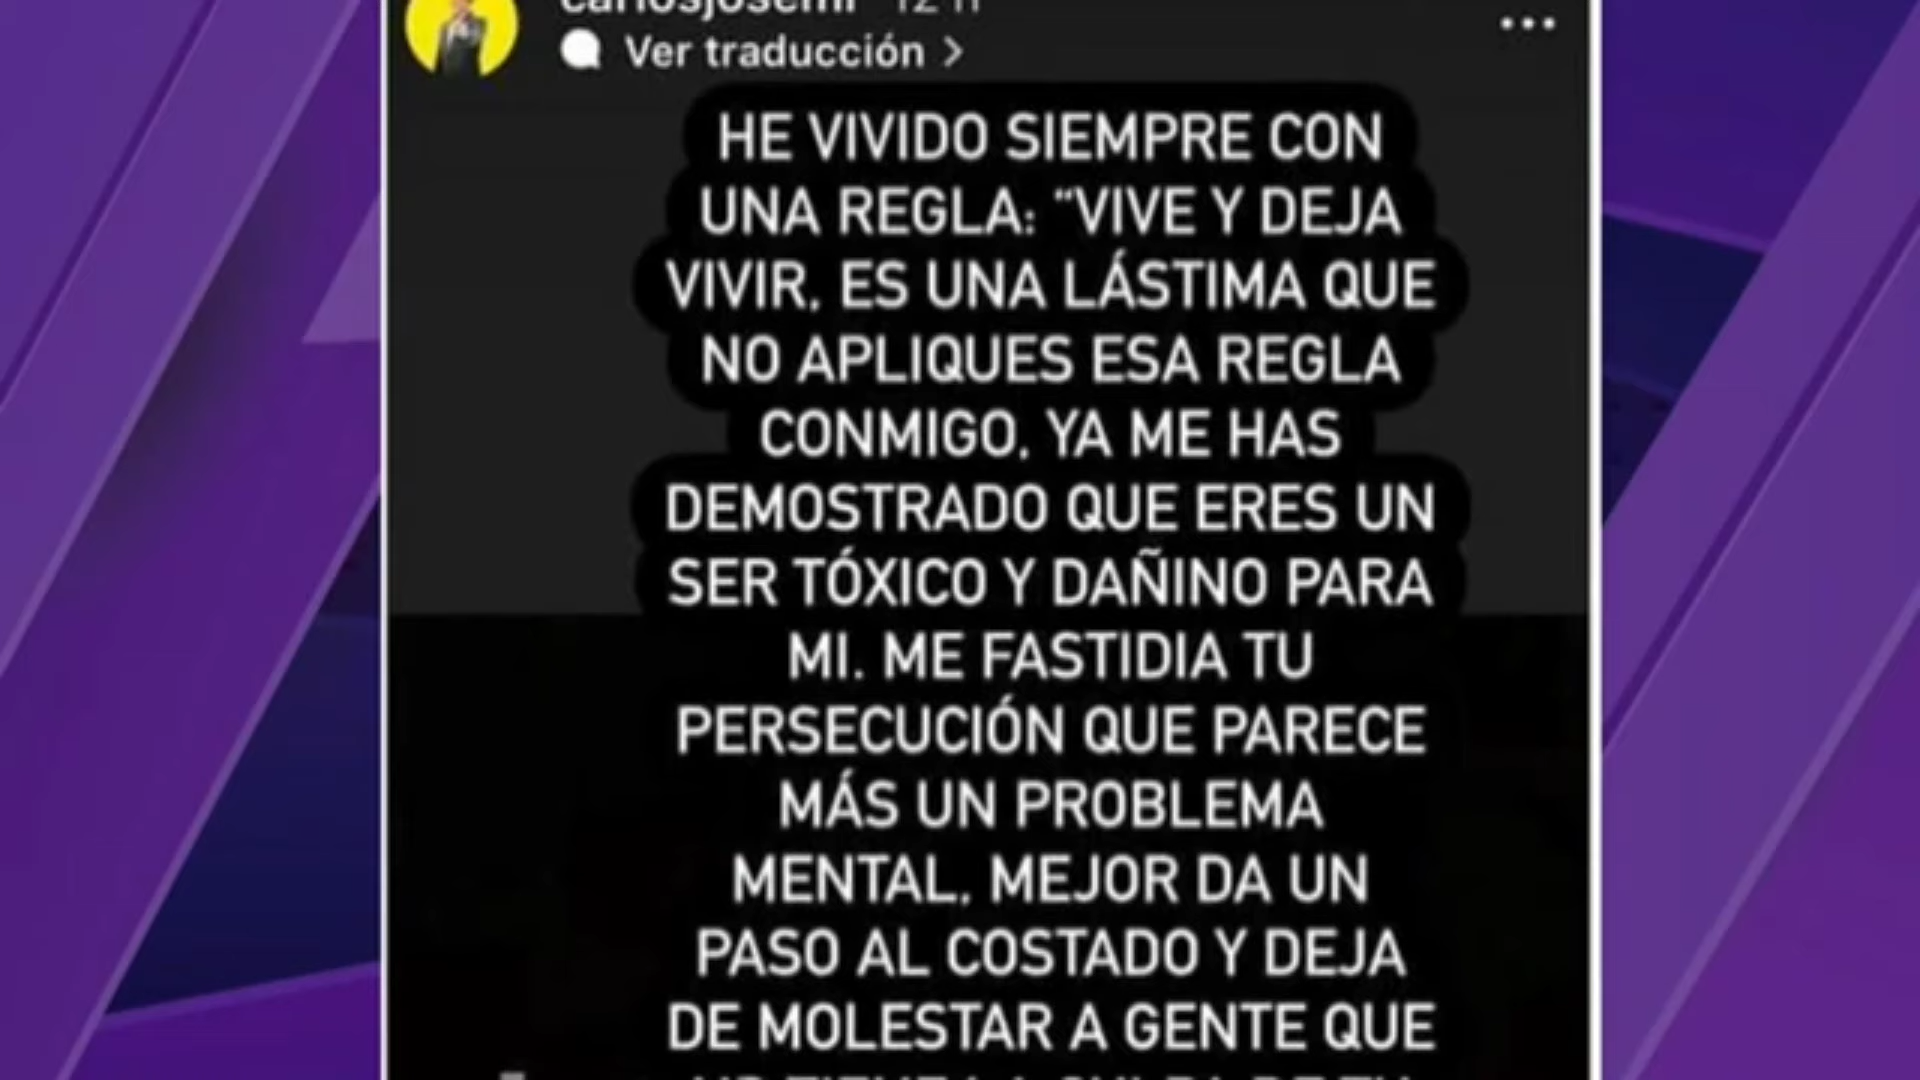 carlosjosemr 12 h
Ver traducción >
HE VIVIDO SIEMPRE CON
UNA REGLA: “VIVE Y DEJA
VIVIR, ES UNA LÁSTIMA QUE
NO APLIQUES ESA REGLA
CONMIGO, YA ME HAS
DEMOSTRADO QUE ERES UN
SER TÓXICO Y DAÑINO PARA
MI. ME FASTIDIA TU
PERSECUCIÓN QUE PARECE
MÁS UN PROBLEMA
MENTAL, MEJOR DA UN
PASO AL COSTADO Y DEJA
DE MOLESTAR A GENTE QUE